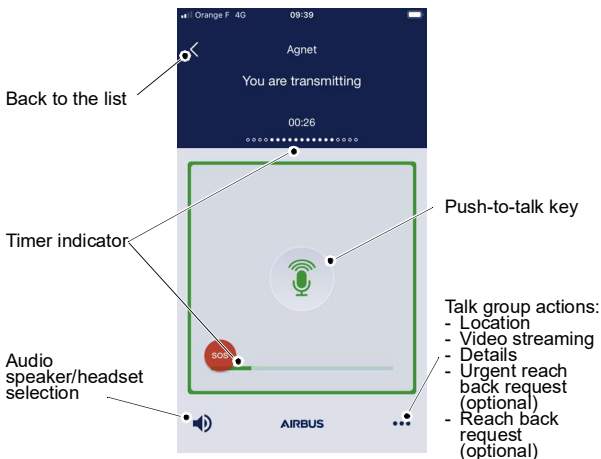 Orange F 4G 09:39
Agnet
You are transmitting
00:26
Back to the list
Timer indicator
Audio
speaker/headset
selection
SOS
AIRBUS
Push-to-talk key
Talk group actions:
- Location
- Video streaming
- Details
- Urgent reach
back request
(optional)
- Reach back
request
(optional)